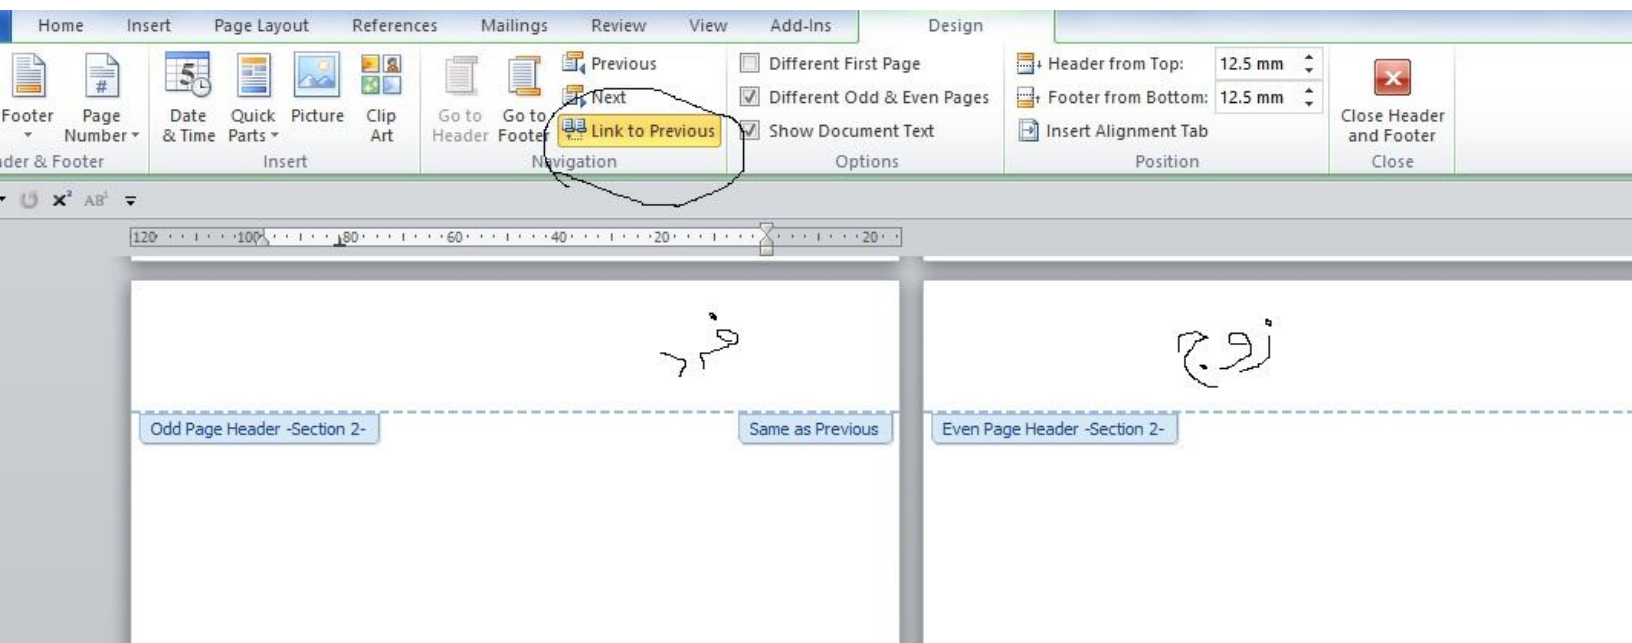 Home Insert Page Layout References Mailings Review View Add-Ins Design
Footer Page Number Date & Time Quick Parts Picture Clip Art Go to Header Go to Footer Previous Next Link to Previous Different First Page Different Odd & Even Pages Show Document Text Header from Top: 12.5 mm Footer from Bottom: 12.5 mm Insert Alignment Tab Close Header and Footer
der & Footer Insert Navigation Options Position Close
X² AB¹
120 100 80 60 40 20 20
فرد زوج
Odd Page Header -Section 2- Same as Previous Even Page Header -Section 2-